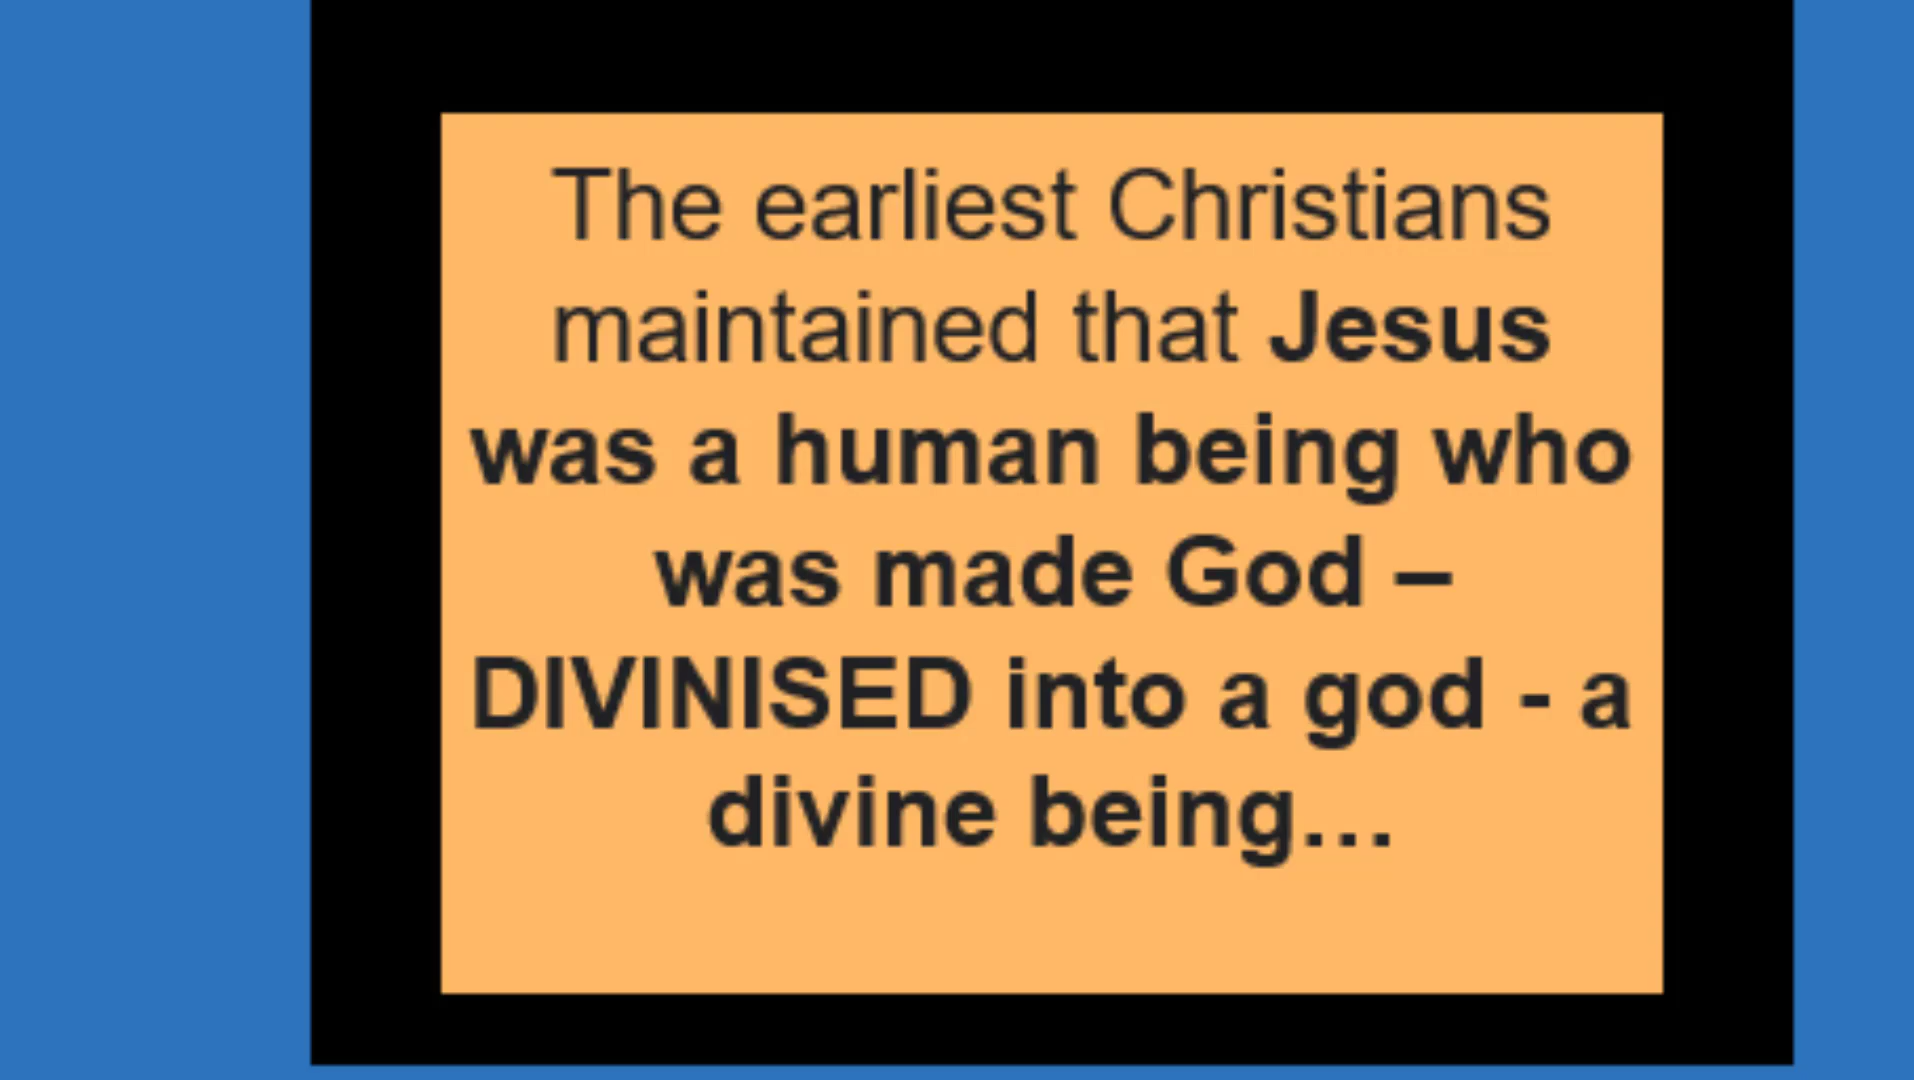 The earliest Christians
maintained that Jesus
was a human being who
was made God –
DIVINISED into a god - a
divine being...